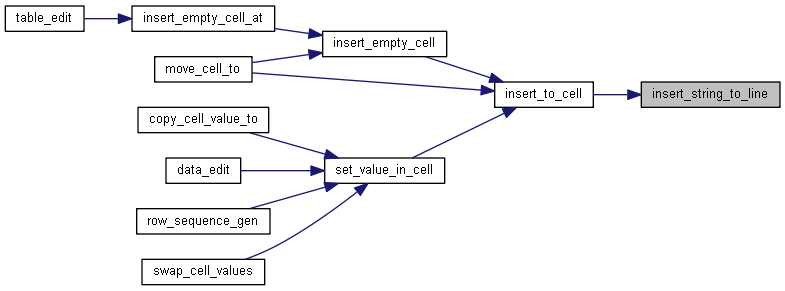 table_edit
insert_empty_cell_at
insert_empty_cell
move_cell_to
insert_to_cell
insert_string_to_line
copy_cell_value_to
data_edit
set_value_in_cell
row_sequence_gen
swap_cell_values